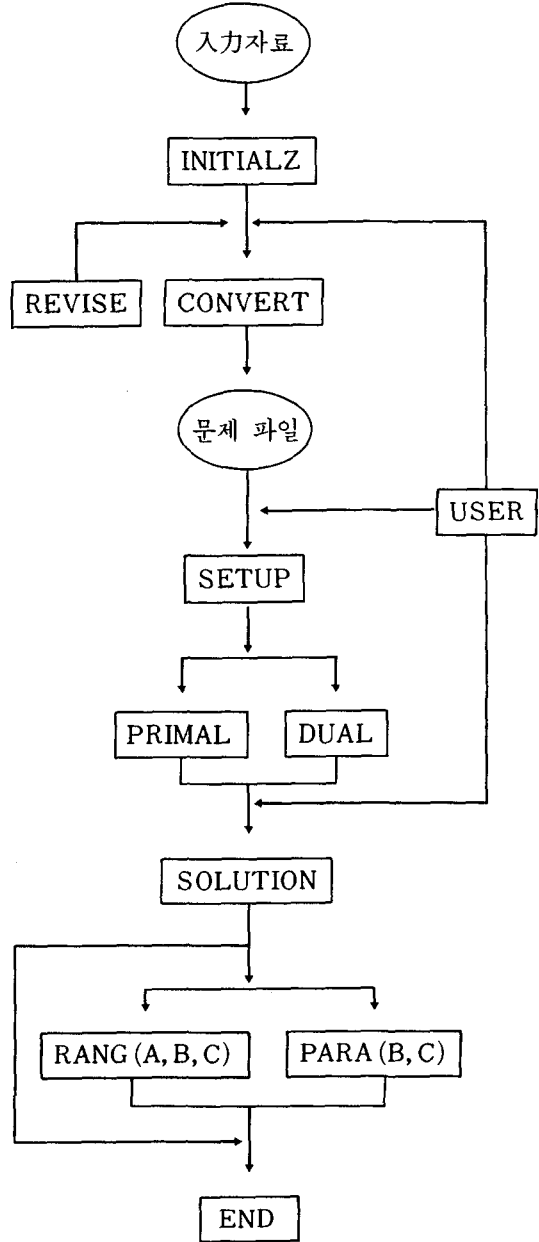 入力자료
INITIALZ
REVISE
CONVERT
문제 파일
USER
SETUP
PRIMAL
DUAL
SOLUTION
RANG(A, B, C)
PARA(B, C)
END